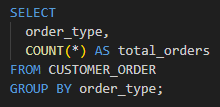 SELECT
order_type,
COUNT(*) AS total_orders
FROM CUSTOMER_ORDER
GROUP BY order_type;